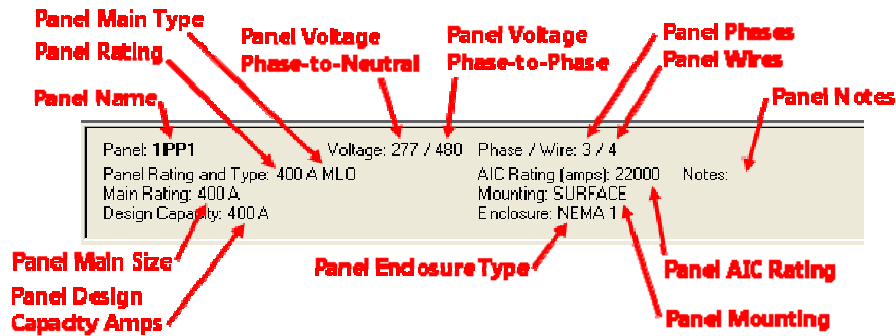 Panel Main Type
Panel Rating
Panel Name
Panel Voltage
Phase-to-Neutral
Panel Voltage
Phase-to-Phase
Panel Phases
Panel Wires
Panel Notes
Panel: 1PP1 Voltage: 277 / 480 Phase / Wire: 3 / 4
Panel Rating and Type: 400 A MLO AIC Rating (amps): 22000 Notes:
Main Rating: 400 A Mounting: SURFACE
Design Capacity: 400 A Enclosure: NEMA 1
Panel Main Size
Panel Design
Capacity Amps
Panel Enclosure Type
Panel AIC Rating
Panel Mounting